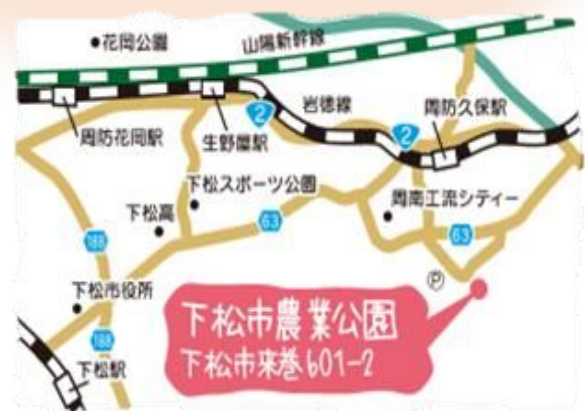 花岡公園
山陽新幹線
岩徳線
周防久保駅
2
2
周防花岡駅
生野屋駅
下松スポーツ公園
下松高
周南工流シティー
63
63
188
下松市役所
P
下松市農業公園
下松市来巻601-2
188
下松駅